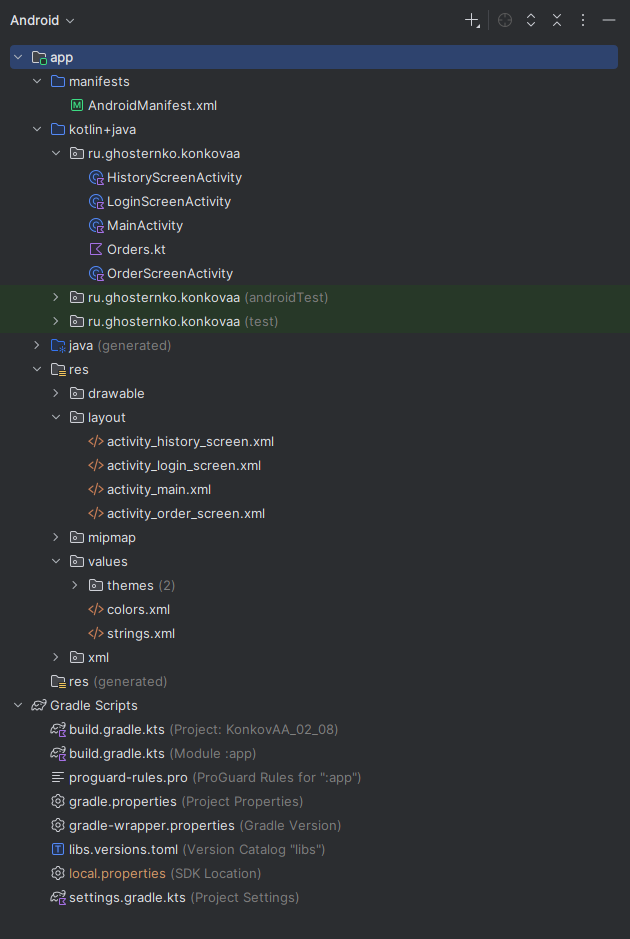 Android
app
manifests
AndroidManifest.xml
kotlin+java
ru.ghosternko.konkovaa
HistoryScreenActivity
LoginScreenActivity
MainActivity
Orders.kt
OrderScreenActivity
ru.ghosternko.konkovaa (androidTest)
ru.ghosternko.konkovaa (test)
java (generated)
res
drawable
layout
activity_history_screen.xml
activity_login_screen.xml
activity_main.xml
activity_order_screen.xml
mipmap
values
themes (2)
colors.xml
strings.xml
xml
res (generated)
Gradle Scripts
build.gradle.kts (Project: KonkovAA_02_08)
build.gradle.kts (Module :app)
proguard-rules.pro (ProGuard Rules for ":app")
gradle.properties (Project Properties)
gradle-wrapper.properties (Gradle Version)
libs.versions.toml (Version Catalog "libs")
local.properties (SDK Location)
settings.gradle.kts (Project Settings)